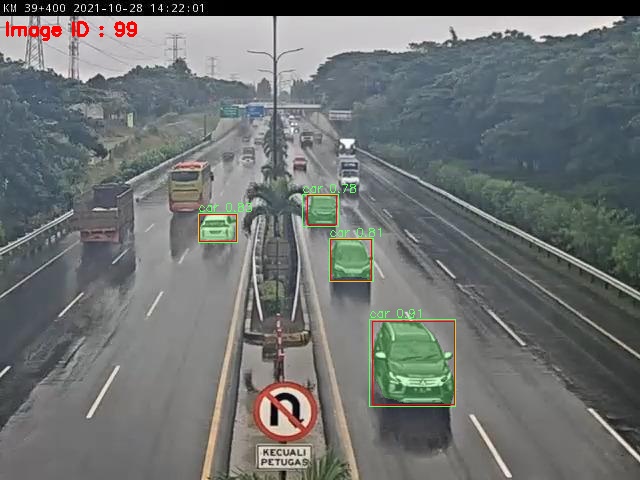 KM 39+400 2021-10-28 14:22:01
Image ID : 99
car 0.78
car 0.83
car 0.81
car 0.91
KECUALI
PETUGAS